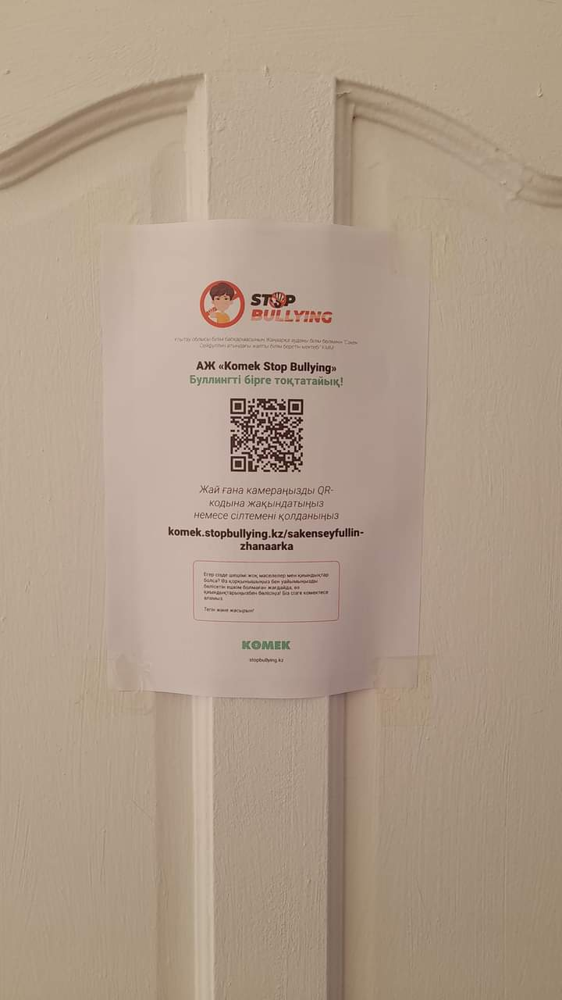 STOP
BULLYING
Ұлытау облысы білім басқармасының Жаңаарқа ауданы білім бөлімінің "Сәкен
Сейфуллин атындағы жалпы білім беретін мектебі" КММ
АЖ «Komek Stop Bullying»
Буллингті бірге тоқтатайық!
Жай ғана камераңызды QR-
кодына жақындатыңыз
немесе сілтемені қолданыңыз
komek.stopbullying.kz/sakenseyfullin-
zhanaarka
Егер сізде шешімі жоқ мәселелер мен қиындықтар
болса? Өз қорқынышыңыз бен уайымыңызды
бөлісетін ешкім болмаған жағдайда, өз
қиындықтарыңызбен бөлісіңіз! Біз сізге көмектесе
аламыз.
Тегін және жасырын!
KOMEK
stopbullying.kz